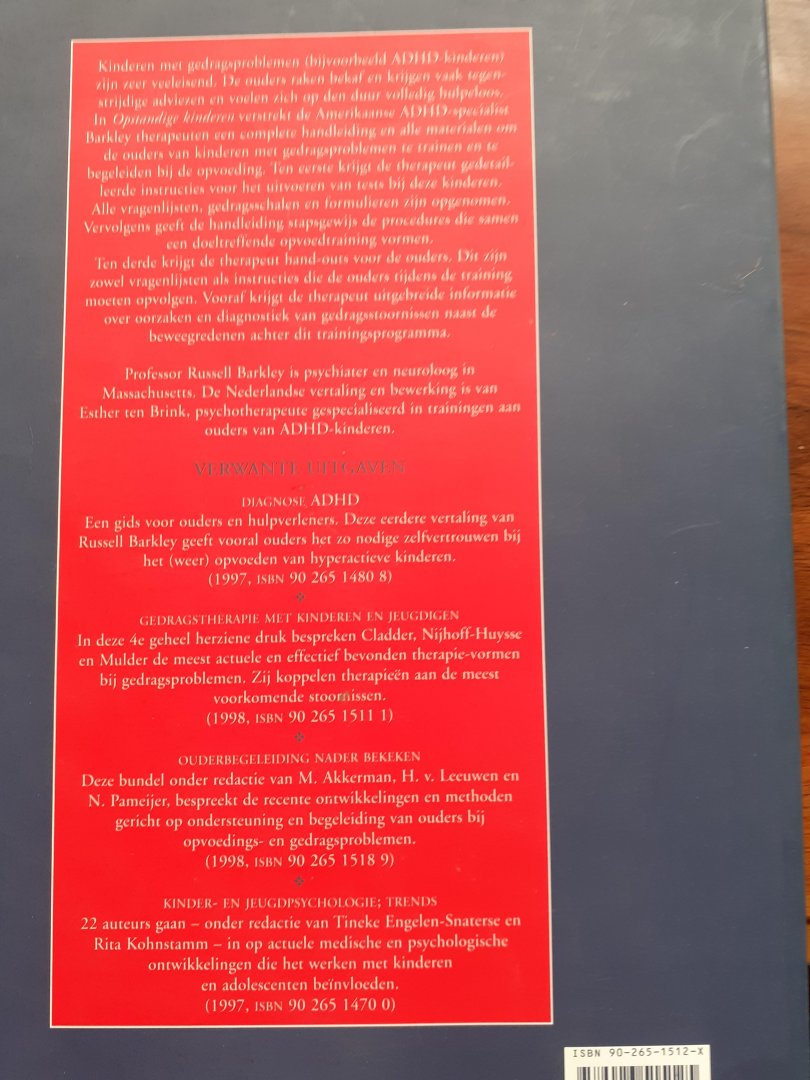 Kinderen met gedragsproblemen (bijvoorbeeld ADHD-kinderen)
zijn zeer veeleisend. De ouders raken bekaf en krijgen vaak tegen-
strijdige adviezen en voelen zich op den duur volledig hulpeloos.
In Opstandige kinderen verstrekt de Amerikaanse ADHD-specialist
Barkley therapeuten een complete handleiding en alle materialen om
de ouders van kinderen met gedragsproblemen te trainen en te
begeleiden bij de opvoeding. Ten eerste krijgt de therapeut gedetail-
leerde instructies voor het uitvoeren van tests bij deze kinderen.
Alle vragenlijsten, gedragsschalen en formulieren zijn opgenomen.
Vervolgens geeft de handleiding stapsgewijs de procedures die samen
een doeltreffende opvoedtraining vormen.
Ten derde krijgt de therapeut hand-outs voor de ouders. Dit zijn
zowel vragenlijsten als instructies die de ouders tijdens de training
moeten opvolgen. Vooraf krijgt de therapeut uitgebreide informatie
over oorzaken en diagnostiek van gedragsstoornissen naast de
beweegredenen achter dit trainingsprogramma.
Professor Russell Barkley is psychiater en neuroloog in
Massachusetts. De Nederlandse vertaling en bewerking is van
Esther ten Brink, psychotherapeute gespecialiseerd in trainingen aan
ouders van ADHD-kinderen.
VERWANTE UITGAVEN
DIAGNOSE ADHD
Een gids voor ouders en hulpverleners. Deze eerdere vertaling van
Russell Barkley geeft vooral ouders het zo nodige zelfvertrouwen bij
het (weer) opvoeden van hyperactieve kinderen.
(1997, ISBN 90 265 1480 8)
GEDRAGSTHERAPIE MET KINDEREN EN JEUGDIGEN
In deze 4e geheel herziene druk bespreken Cladder, Nijhoff-Huysse
en Mulder de meest actuele en effectief bevonden therapie-vormen
bij gedragsproblemen. Zij koppelen therapieën aan de meest
voorkomende stoornissen.
(1998, ISBN 90 265 1511 1)
OUDERBEGELEIDING NADER BEKEKEN
Deze bundel onder redactie van M. Akkerman, H. v. Leeuwen en
N. Pameijer, bespreekt de recente ontwikkelingen en methoden
gericht op ondersteuning en begeleiding van ouders bij
opvoedings- en gedragsproblemen.
(1998, ISBN 90 265 1518 9)
KINDER- EN JEUGDPSYCHOLOGIE; TRENDS
22 auteurs gaan – onder redactie van Tineke Engelen-Snaterse en
Rita Kohnstamm – in op actuele medische en psychologische
ontwikkelingen die het werken met kinderen
en adolescenten beïnvloeden.
(1997, ISBN 90 265 1470 0)
ISBN 90-265-1512-X